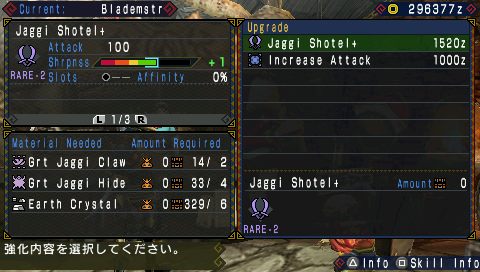 Current: Blademstr
296377z
Jaggi Shotel+
Attack 100
Shrpnss +1
RARE-2 Slots ーー Affinity 0%
L 1/3 R
Material Needed Amount Required
Grt Jaggi Claw 0 14/ 2
Grt Jaggi Hide 0 33/ 4
Earth Crystal 0 329/ 6
Upgrade
Jaggi Shotel+ 1520z
Increase Attack 1000z
Jaggi Shotel+ Amount 0
RARE-2
強化内容を選択してください。
Info Skill Info